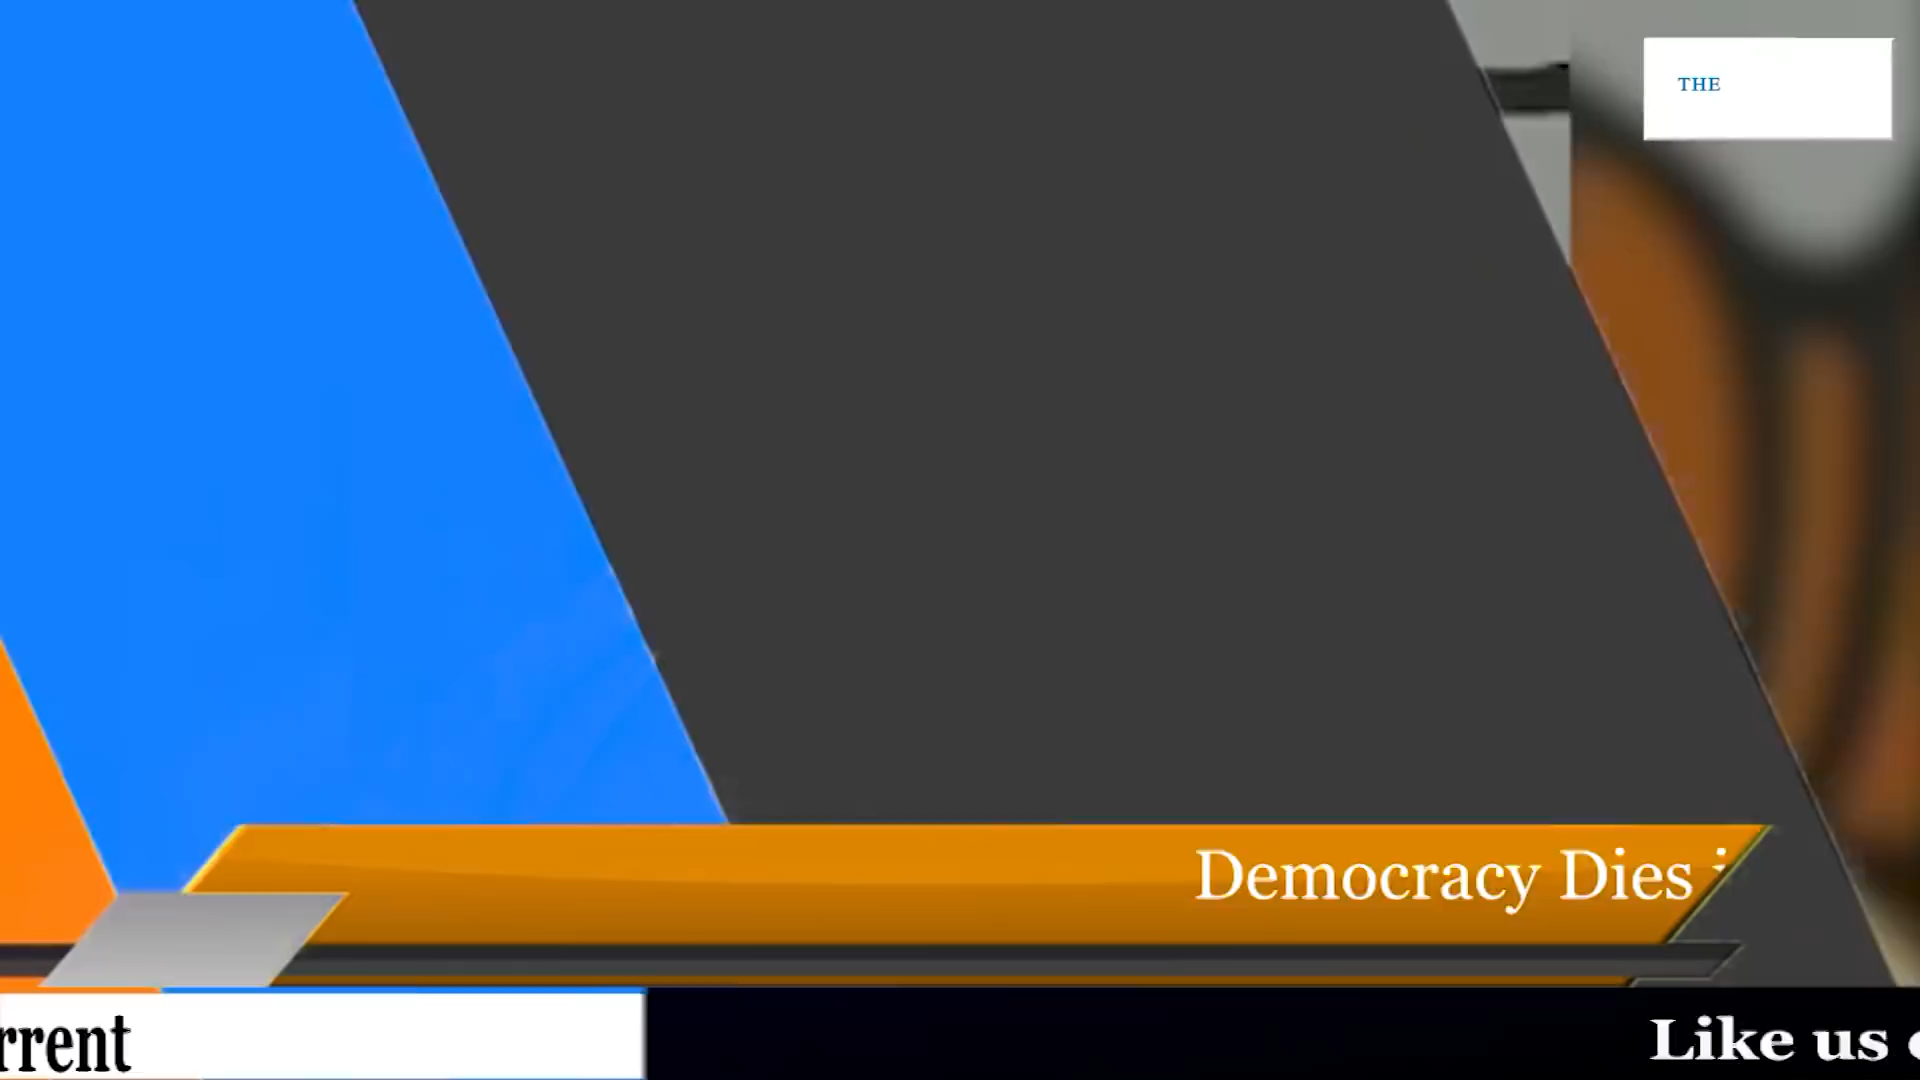 THE
Democracy Dies i
rrent
Like us